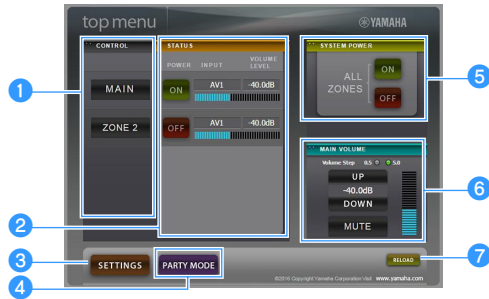 top menu
YAMAHA
CONTROL
STATUS
SYSTEM POWER
POWER INPUT VOLUME LEVEL
MAIN
ON AV1 -40.0dB
ZONE 2
OFF AV1 -40.0dB
ALL ZONES
ON
OFF
MAIN VOLUME
Volume Step 0.5 5.0
UP
-40.0dB
DOWN
MUTE
SETTINGS
PARTY MODE
RELOAD
©2016 Copyright Yamaha Corporation Visit www.yamaha.com
1
2
3
4
5
6
7